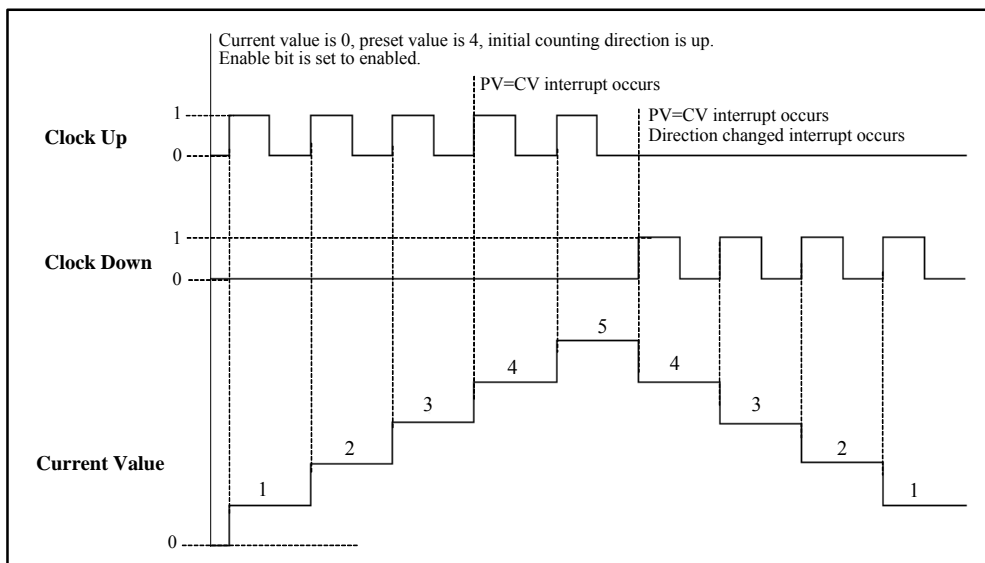 Current value is 0, preset value is 4, initial counting direction is up.
Enable bit is set to enabled.
PV=CV interrupt occurs
PV=CV interrupt occurs
Direction changed interrupt occurs
1
Clock Up
0
1
Clock Down
0
5
4
4
3
3
2
2
Current Value
1
1
0